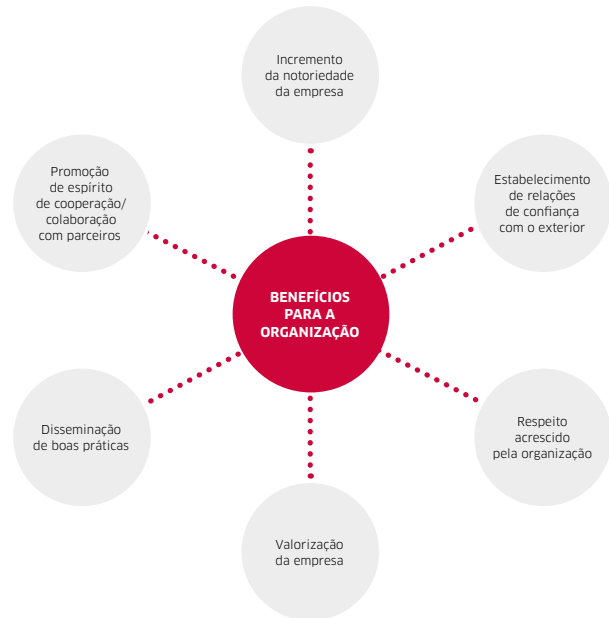 Incremento
da notoriedade
da empresa
Promoção
de espírito
de cooperação/
colaboração
com parceiros
Estabelecimento
de relações
de confiança
com o exterior
BENEFÍCIOS
PARA A
ORGANIZAÇÃO
Disseminação
de boas práticas
Respeito
acrescido
pela organização
Valorização
da empresa